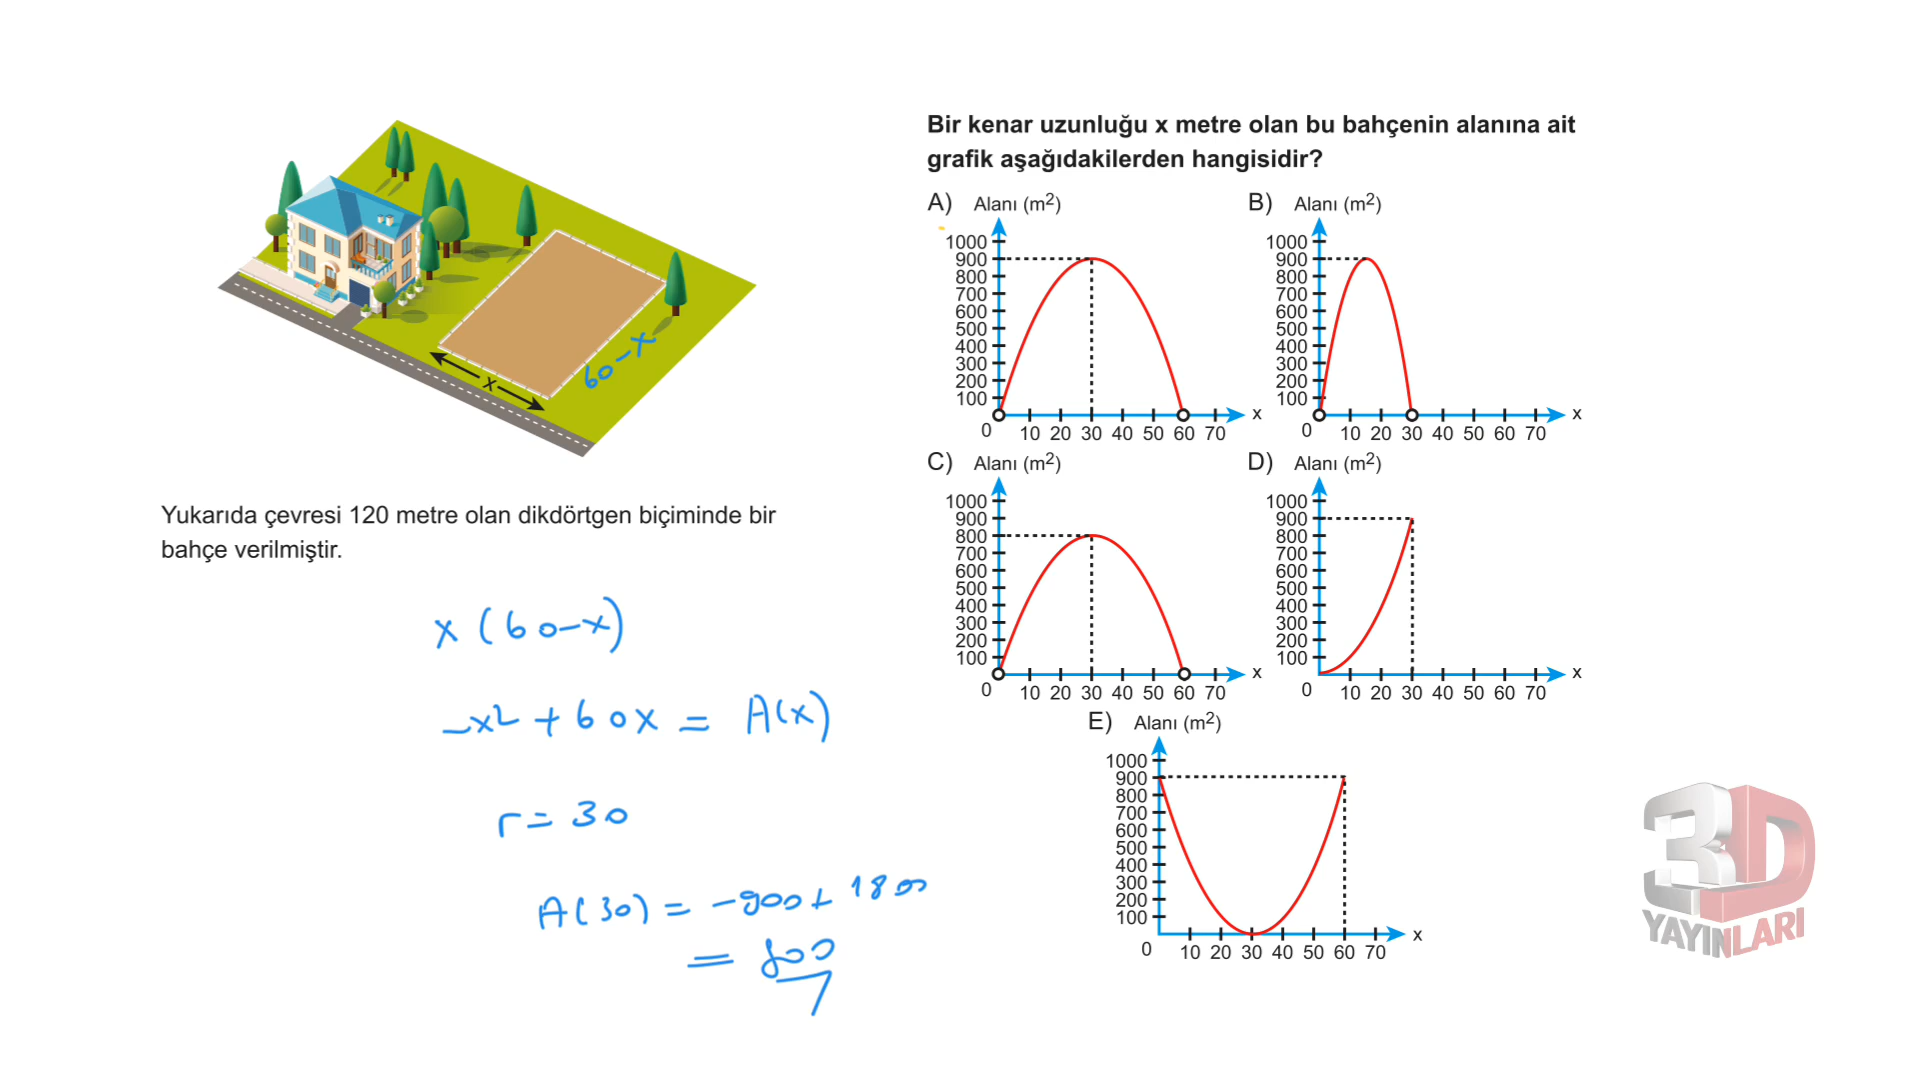 Bir kenar uzunluğu x metre olan bu bahçenin alanına ait
grafik aşağıdakilerden hangisidir?
A) Alanı (m²)
1000
900
800
700
600
500
400
300
200
100
0 10 20 30 40 50 60 70 x
B) Alanı (m²)
1000
900
800
700
600
500
400
300
200
100
0 10 20 30 40 50 60 70 x
C) Alanı (m²)
1000
900
800
700
600
500
400
300
200
100
0 10 20 30 40 50 60 70 x
D) Alanı (m²)
1000
900
800
700
600
500
400
300
200
100
0 10 20 30 40 50 60 70 x
E) Alanı (m²)
1000
900
800
700
600
500
400
300
200
100
0 10 20 30 40 50 60 70 x
x
60-x
Yukarıda çevresi 120 metre olan dikdörtgen biçiminde bir
bahçe verilmiştir.
x (60-x)
-x² + 60x = A(x)
r = 30
A(30) = -900 + 1800
= 900
3D
YAYINLARI